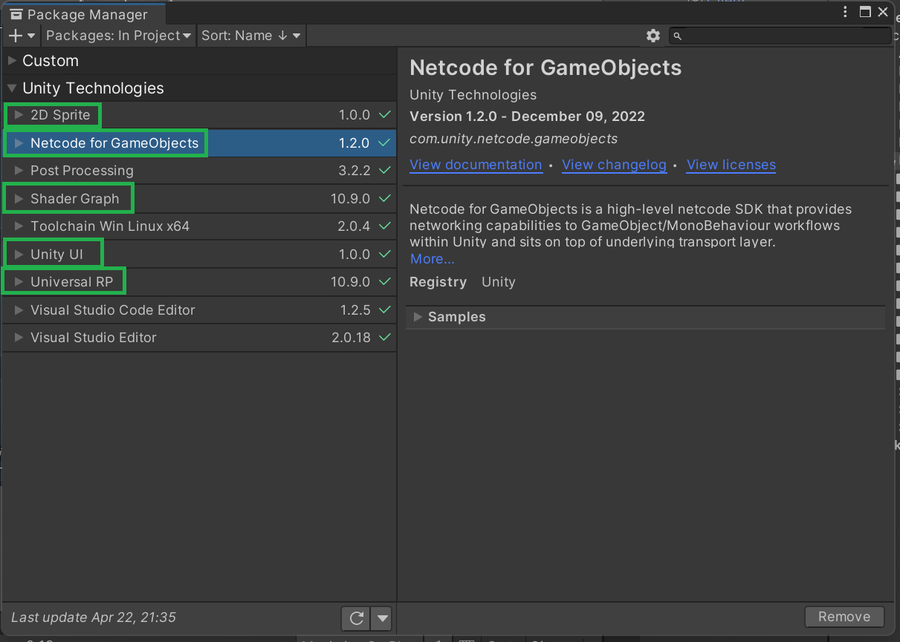 Package Manager
Packages: In Project Sort: Name ↓
Custom
Unity Technologies
2D Sprite 1.0.0
Netcode for GameObjects 1.2.0
Post Processing 3.2.2
Shader Graph 10.9.0
Toolchain Win Linux x64 2.0.4
Unity UI 1.0.0
Universal RP 10.9.0
Visual Studio Code Editor 1.2.5
Visual Studio Editor 2.0.18
Last update Apr 22, 21:35
Netcode for GameObjects
Unity Technologies
Version 1.2.0 - December 09, 2022
com.unity.netcode.gameobjects
View documentation • View changelog • View licenses
Netcode for GameObjects is a high-level netcode SDK that provides
networking capabilities to GameObject/MonoBehaviour workflows
within Unity and sits on top of underlying transport layer.
More...
Registry Unity
Samples
Remove